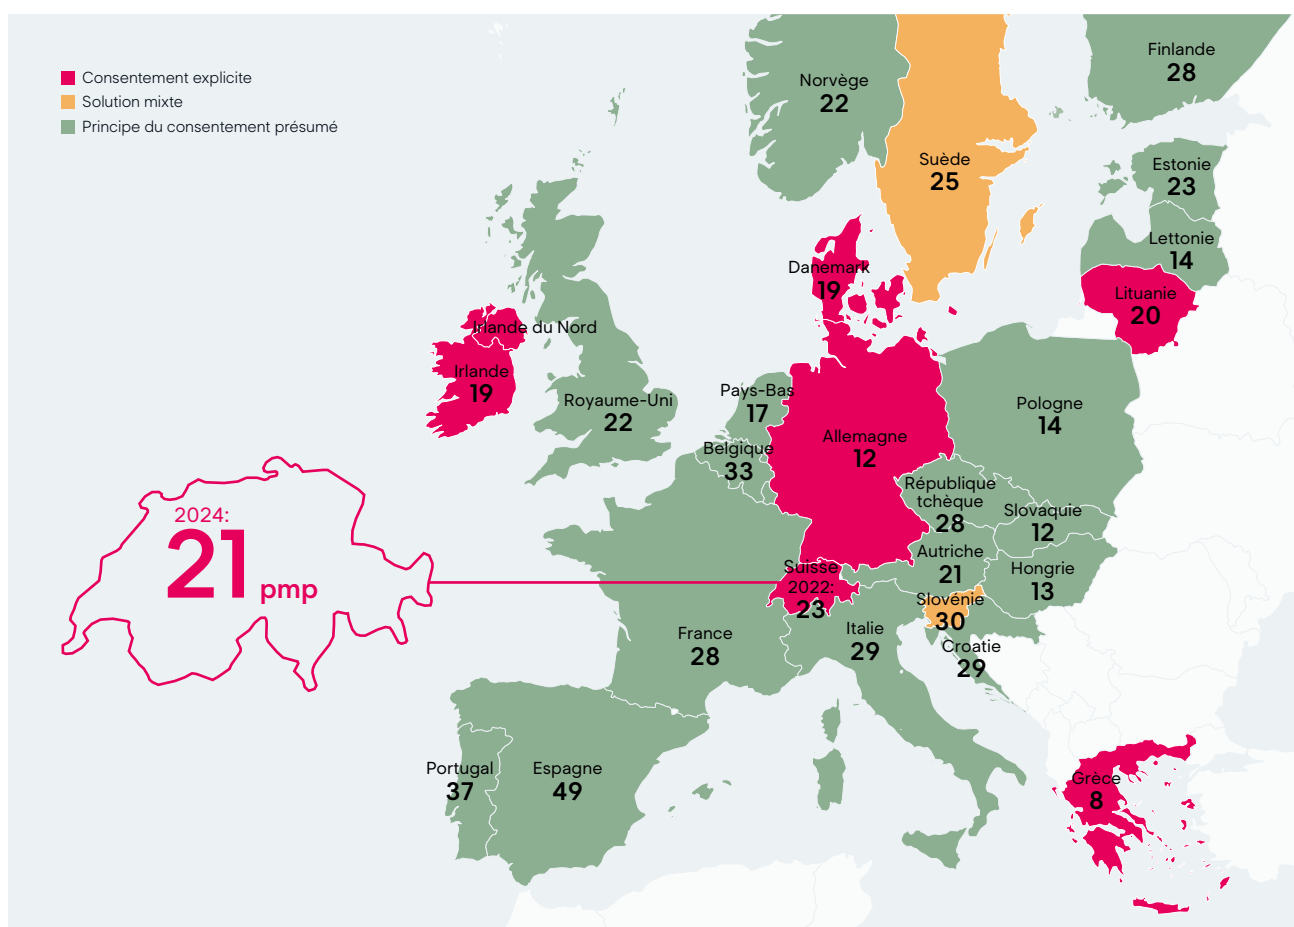 Consentement explicite
Solution mixte
Principe du consentement présumé
Finlande
28
Norvège
22
Suède
25
Estonie
23
Lettonie
14
Danemark
19
Lituanie
20
Irlande du Nord
Irlande
19
Royaume-Uni
22
Pays-Bas
17
Pologne
14
Allemagne
12
Belgique
33
République
tchèque
28
Slovaquie
12
2024:
21 pmp
Autriche
21
Hongrie
13
Suisse
2022:
23
Slovénie
30
Italie
29
France
28
Croatie
29
Portugal
37
Espagne
49
Grèce
8